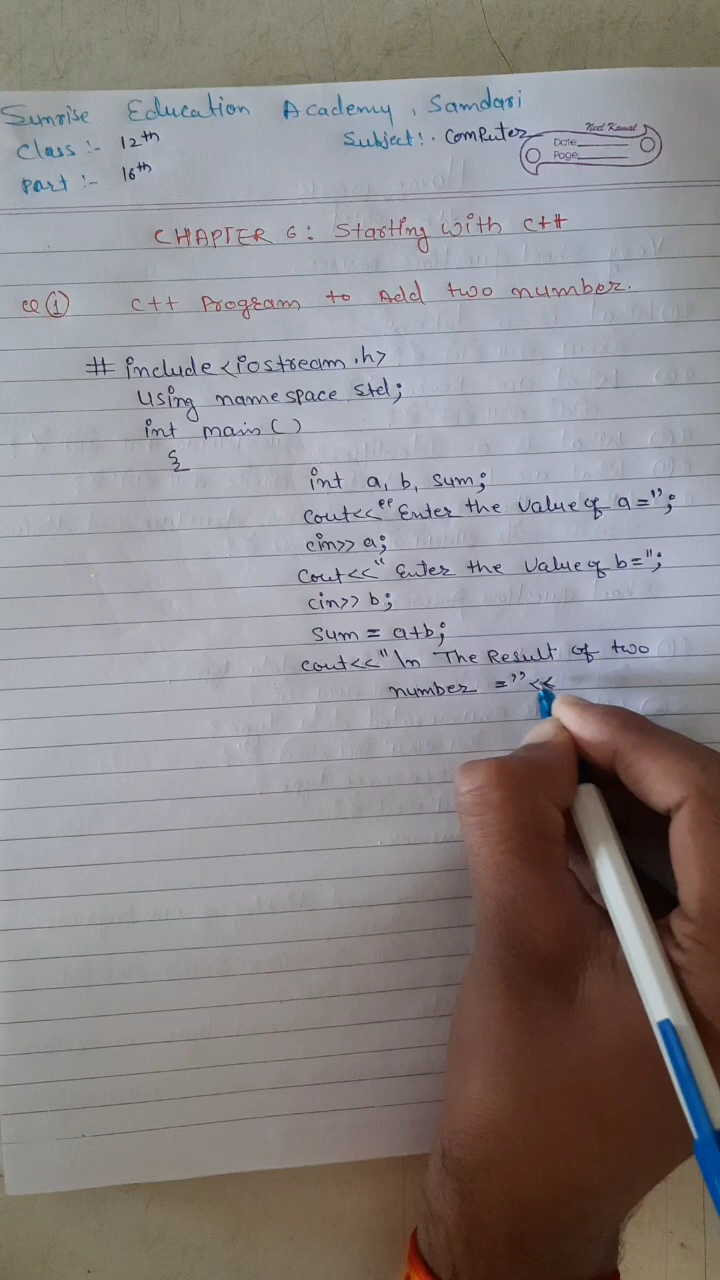 Sunrise Education Academy, Samdari
Class :- 12th Subject :- Computer
Part :- 16th
Neel Kamal
Date
Page
CHAPTER 6: Starting with C++
Q (1) C++ Program to Add two number.
# include <iostream.h>
using namespace std;
int main ()
{
int a, b, sum;
cout<<"Enter the value of a=";
cin>> a;
cout<<" Enter the value of b=";
cin>> b;
sum = a+b;
cout<<"\n The Result of two
number =" <<